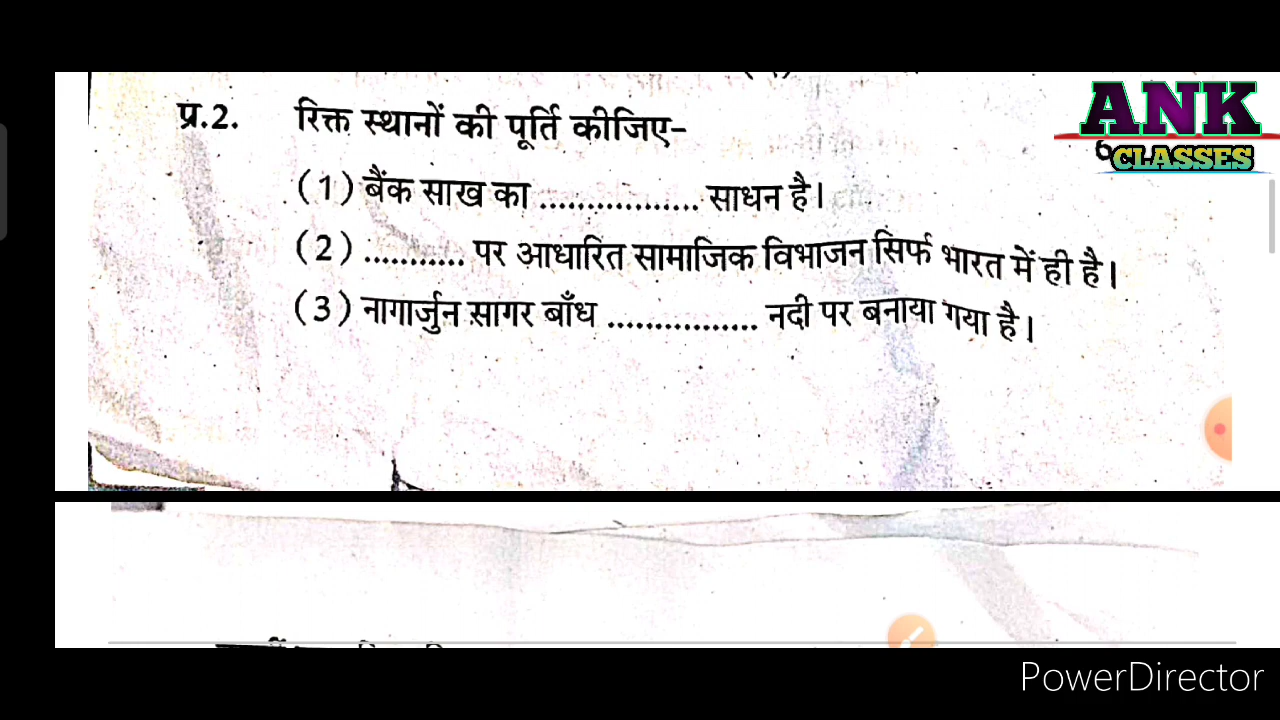 ANK
CLASSES
प्र.2. रिक्त स्थानों की पूर्ति कीजिए-
(1) बैंक साख का ................. साधन है।
(2) ........... पर आधारित सामाजिक विभाजन सिर्फ भारत में ही है।
(3) नागार्जुन सागर बाँध ................ नदी पर बनाया गया है।
PowerDirector